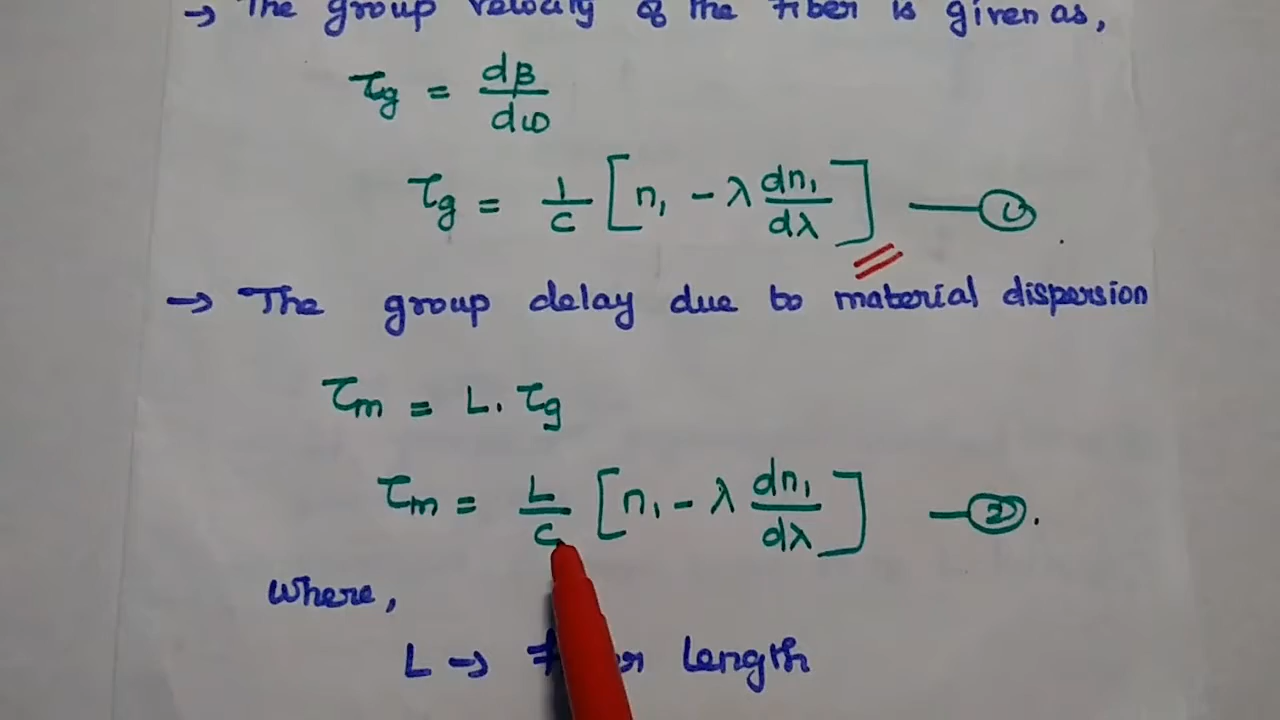 → The group velocity of the fiber is given as,
τg = dβ/dω
τg = 1/c [n₁ - λ dn₁/dλ] — ①
→ The group delay due to material dispersion
τm = L. τg
τm = L/c [n₁ - λ dn₁/dλ] — ②.
where,
L → length